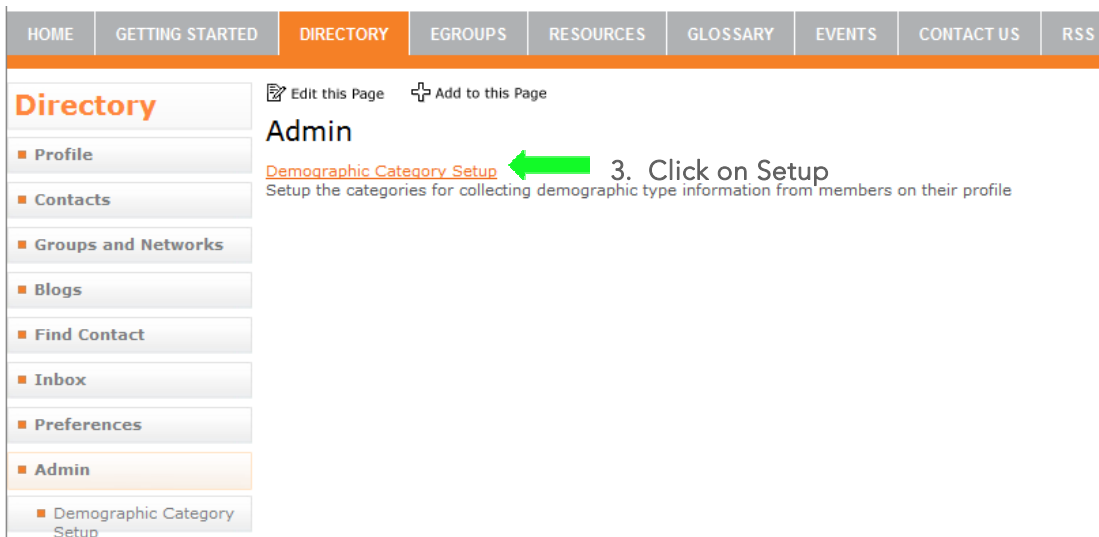 HOME GETTING STARTED DIRECTORY EGROUPS RESOURCES GLOSSARY EVENTS CONTACT US RSS
Directory
Profile
Contacts
Groups and Networks
Blogs
Find Contact
Inbox
Preferences
Admin
Demographic Category
Setup
Edit this Page Add to this Page
Admin
Demographic Category Setup 3. Click on Setup
Setup the categories for collecting demographic type information from members on their profile